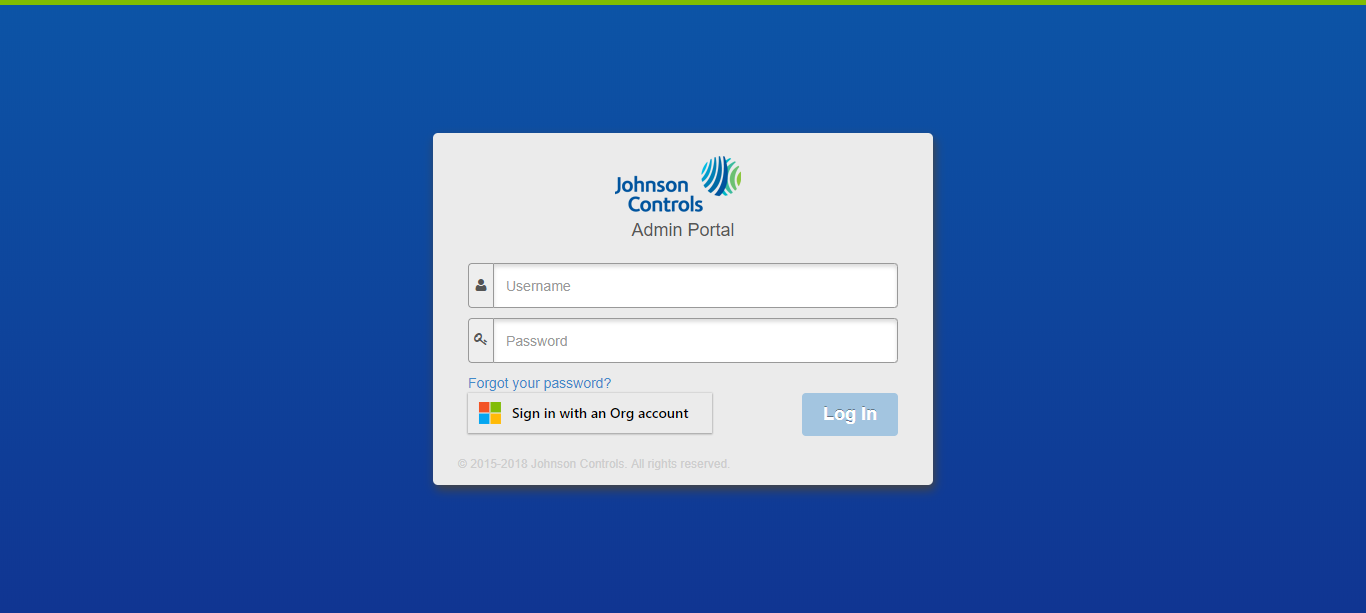 Johnson
Controls
Admin Portal
Username
Password
Forgot your password?
Sign in with an Org account
Log In
© 2015-2018 Johnson Controls. All rights reserved.